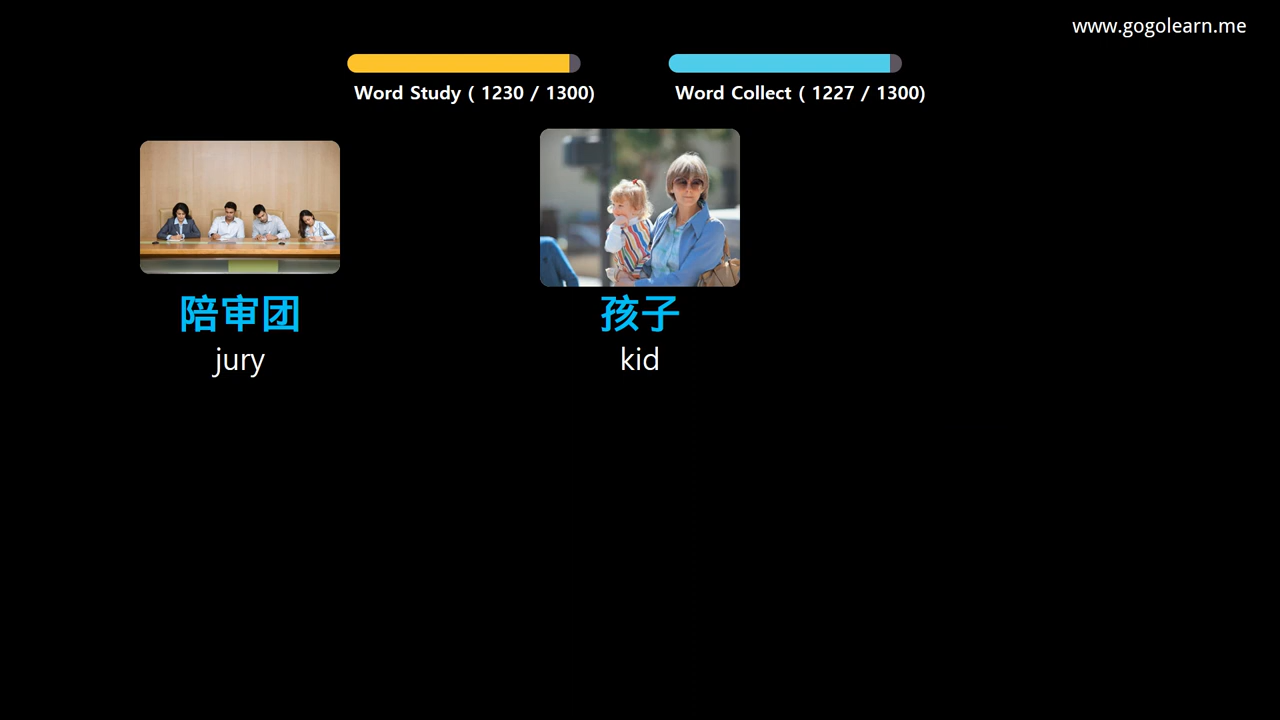 www.gogolearn.me
Word Study ( 1230 / 1300)
Word Collect ( 1227 / 1300)
陪审团
jury
孩子
kid